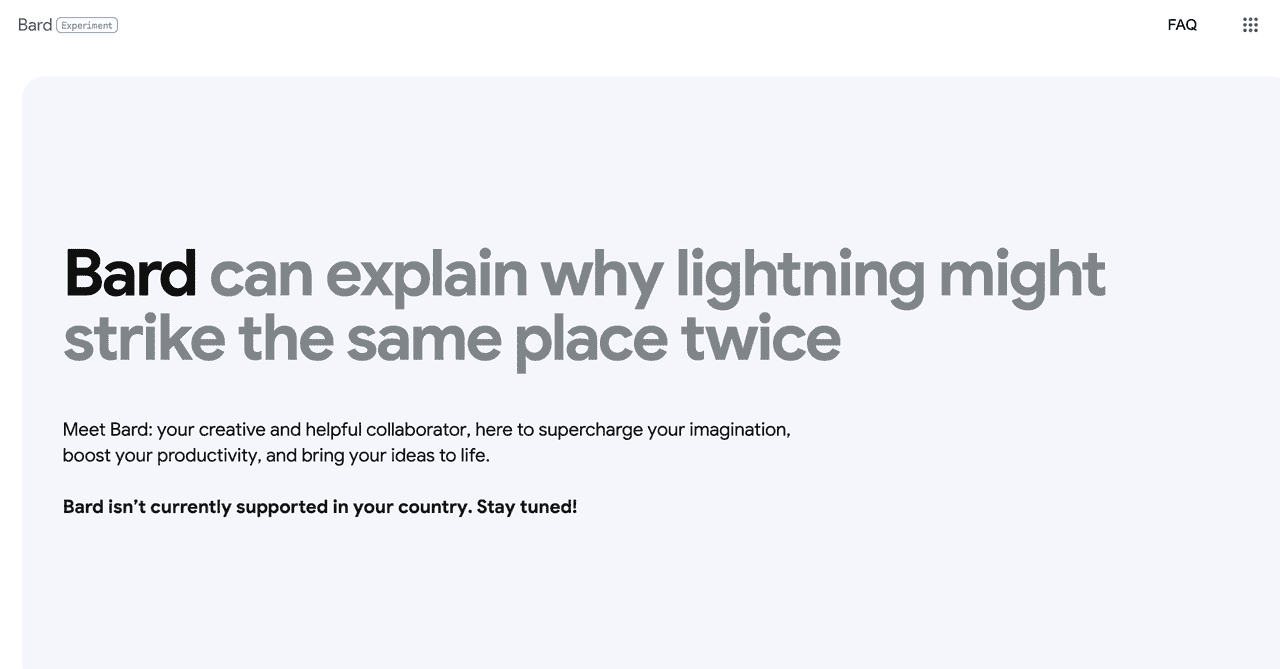 Bard Experiment
FAQ
Bard can explain why lightning might
strike the same place twice
Meet Bard: your creative and helpful collaborator, here to supercharge your imagination,
boost your productivity, and bring your ideas to life.
Bard isn’t currently supported in your country. Stay tuned!